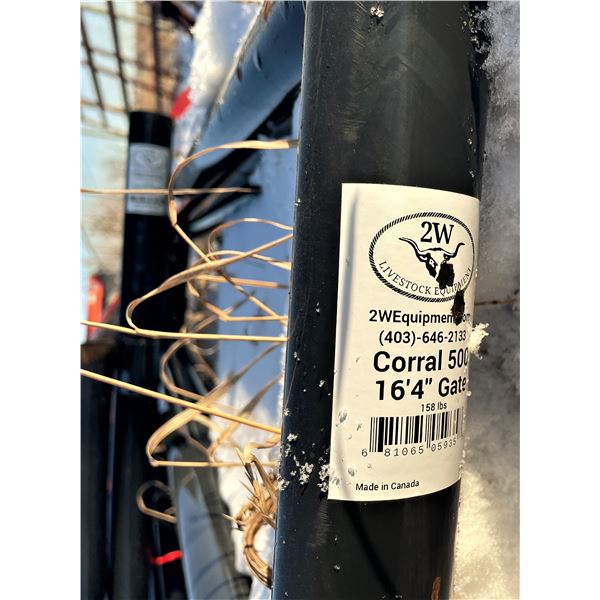 2W
LIVESTOCK EQUIPMENT
2WEquipment.com
(403)-646-2133
Corral 500
16'4" Gate
158 lbs
6 81065 05935
Made in Canada